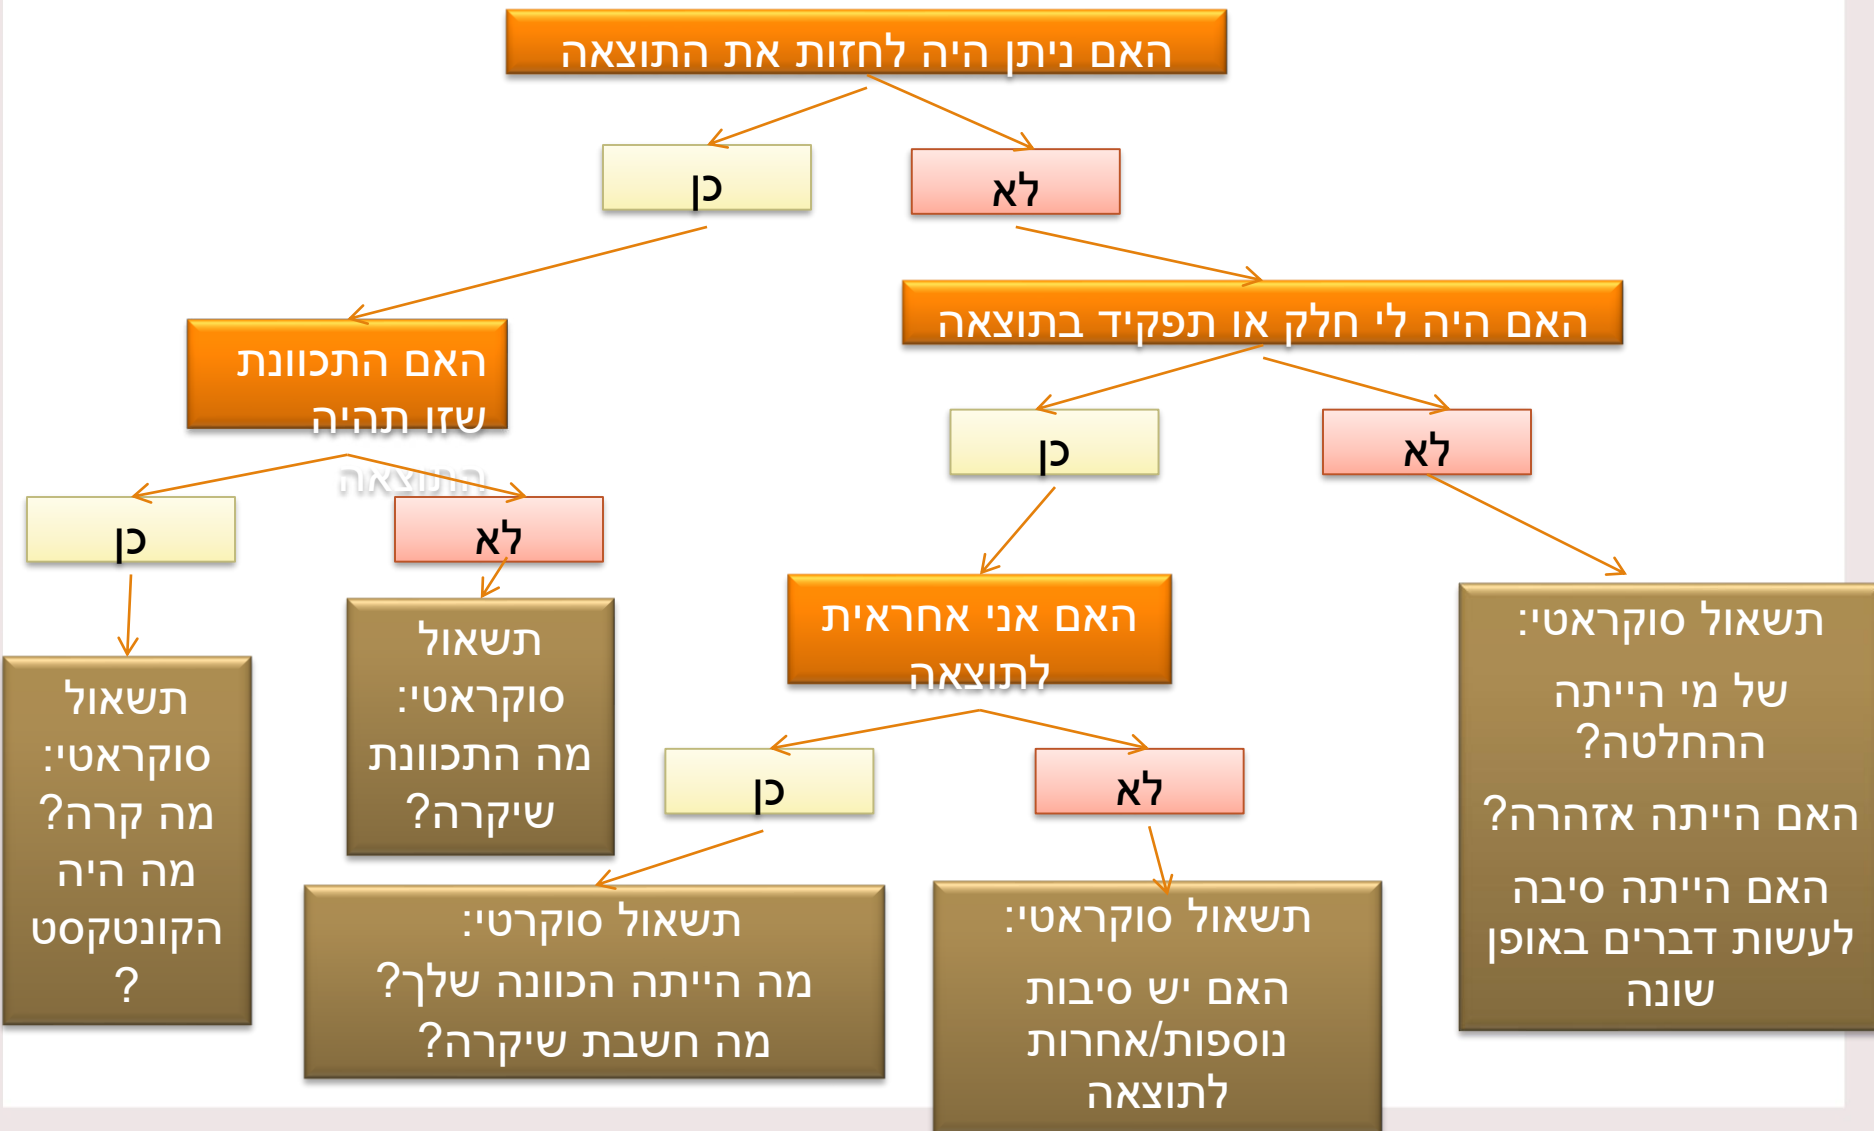 האם ניתן היה לחזות את התוצאה
כן
לא
האם היה לי חלק או תפקיד בתוצאה
האם התכוונת
שזו תהיה
התוצאה
כן
לא
כן
לא
האם אני אחראית
לתוצאה
כן
לא
תשאול סוקראטי:
של מי הייתה
ההחלטה?
האם הייתה אזהרה?
האם הייתה סיבה
לעשות דברים באופן
שונה
תשאול
סוקראטי:
מה התכוונת
שיקרה?
תשאול
סוקראטי:
מה קרה?
מה היה
הקונטקסט
?
תשאול סוקרטי:
מה הייתה הכוונה שלך?
מה חשבת שיקרה?
תשאול סוקראטי:
האם יש סיבות
נוספות/אחרות
לתוצאה